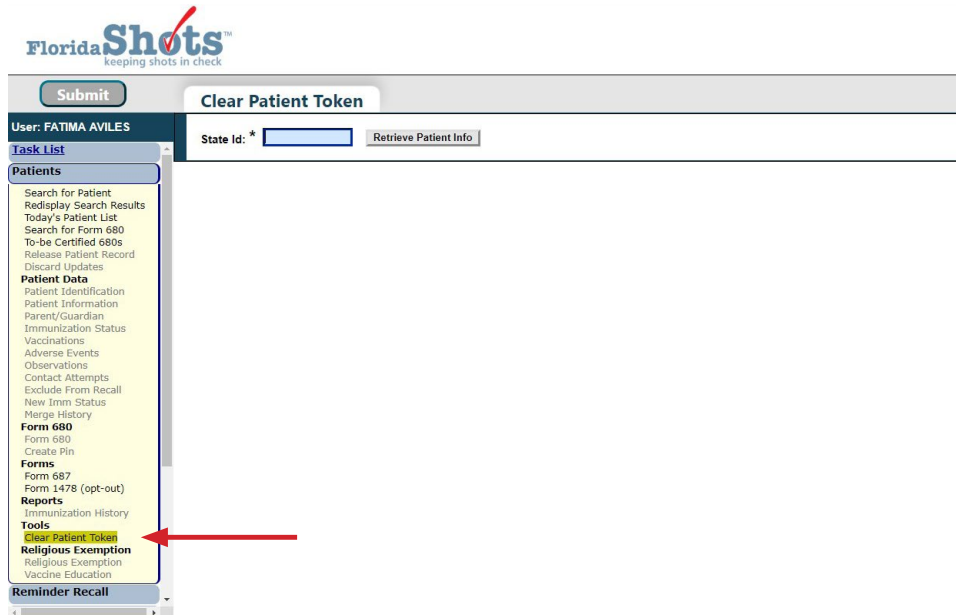 Florida Shots™
keeping shots in check
Submit
Clear Patient Token
User: FATIMA AVILES
State Id: *
Retrieve Patient Info
Task List
Patients
Search for Patient
Redisplay Search Results
Today's Patient List
Search for Form 680
To-be Certified 680s
Release Patient Record
Discard Updates
Patient Data
Patient Identification
Patient Information
Parent/Guardian
Immunization Status
Vaccinations
Adverse Events
Observations
Contact Attempts
Exclude From Recall
New Imm Status
Merge History
Form 680
Form 680
Create Pin
Forms
Form 687
Form 1478 (opt-out)
Reports
Immunization History
Tools
Clear Patient Token
Religious Exemption
Religious Exemption
Vaccine Education
Reminder Recall